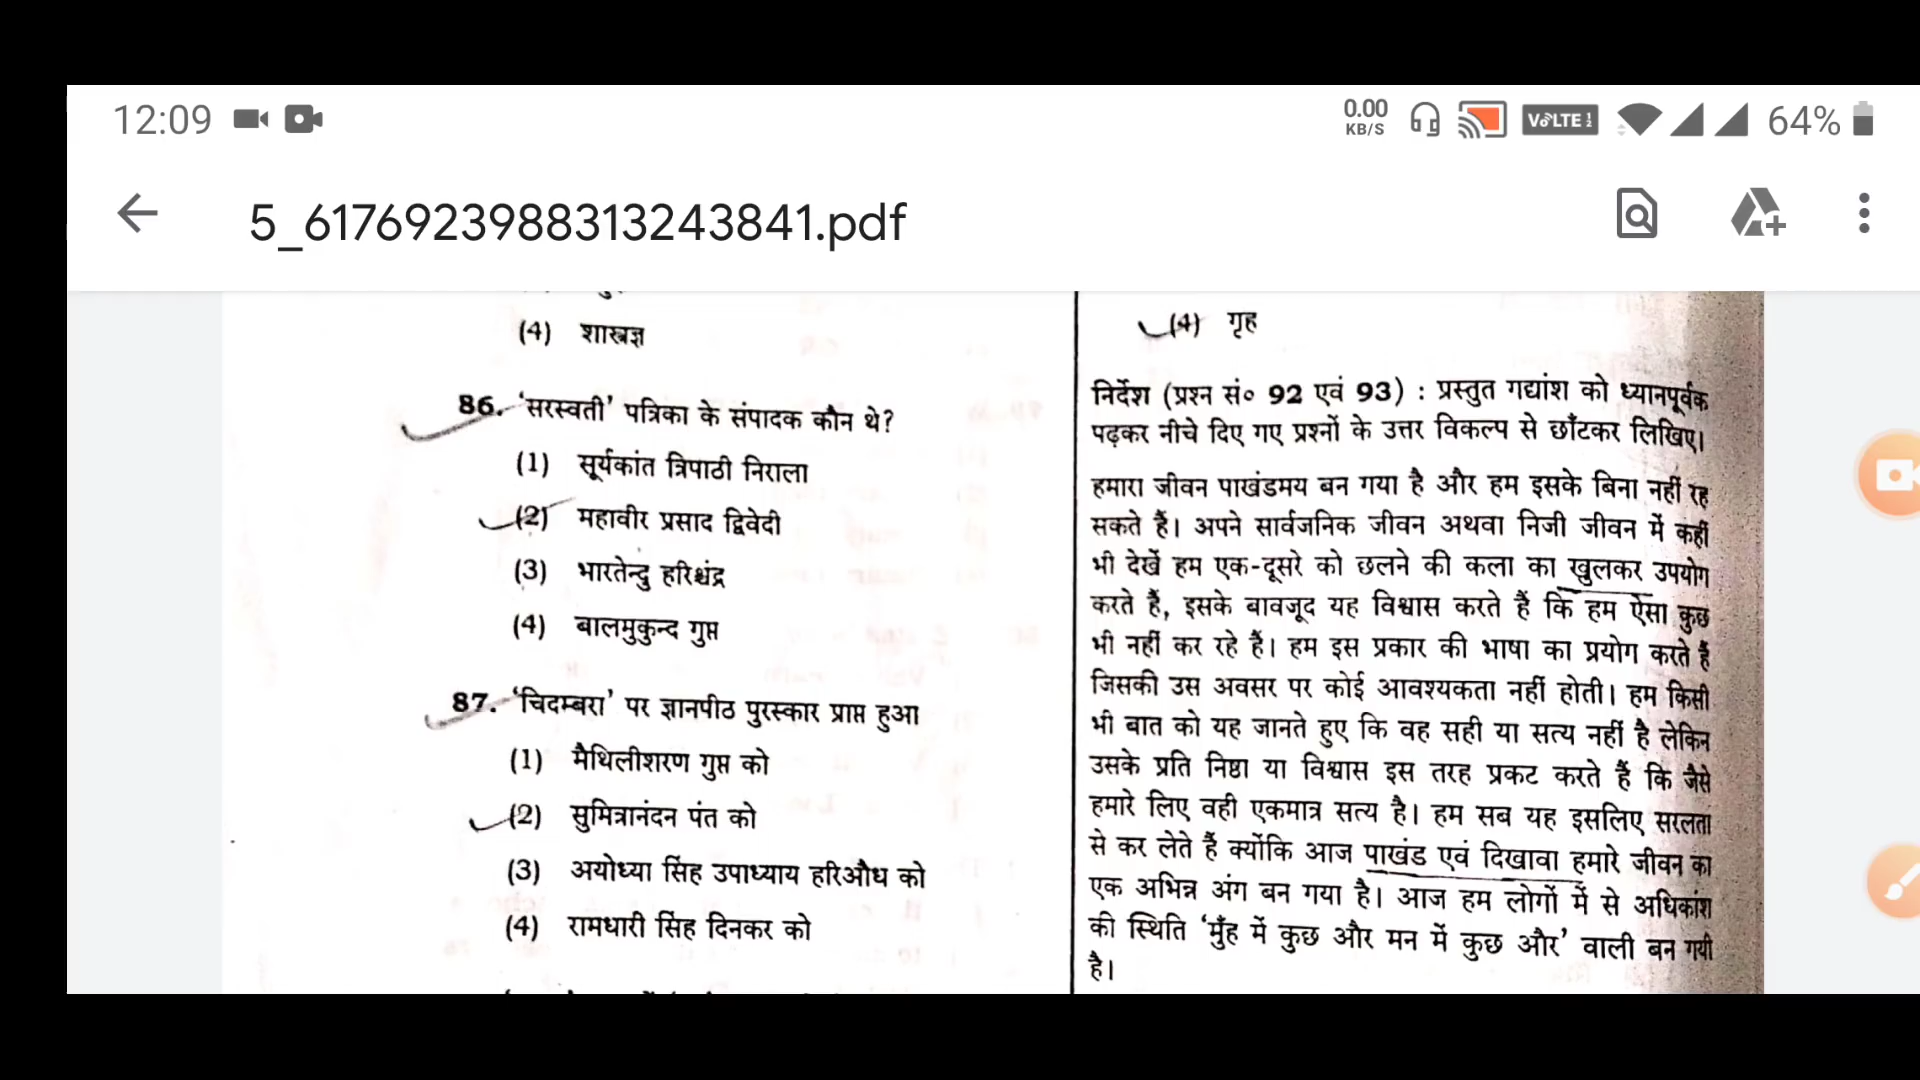 12:09
0.00
KB/S
VoLTE 1/2
64%
5_6176923988313243841.pdf
(4) शास्त्रज्ञ
86. ‘सरस्वती’ पत्रिका के संपादक कौन थे?
(1) सूर्यकांत त्रिपाठी निराला
(2) महावीर प्रसाद द्विवेदी
(3) भारतेन्दु हरिश्चंद्र
(4) बालमुकुन्द गुप्त
87. ‘चिदम्बरा’ पर ज्ञानपीठ पुरस्कार प्राप्त हुआ
(1) मैथिलीशरण गुप्त को
(2) सुमित्रानंदन पंत को
(3) अयोध्या सिंह उपाध्याय हरिऔध को
(4) रामधारी सिंह दिनकर को
(4) गृह
निर्देश (प्रश्न सं० 92 एवं 93) : प्रस्तुत गद्यांश को ध्यानपूर्वक
पढ़कर नीचे दिए गए प्रश्नों के उत्तर विकल्प से छाँटकर लिखिए।
हमारा जीवन पाखंडमय बन गया है और हम इसके बिना नहीं रह
सकते हैं। अपने सार्वजनिक जीवन अथवा निजी जीवन में कहीं
भी देखें हम एक-दूसरे को छलने की कला का खुलकर उपयोग
करते हैं, इसके बावजूद यह विश्वास करते हैं कि हम ऐसा कुछ
भी नहीं कर रहे हैं। हम इस प्रकार की भाषा का प्रयोग करते हैं
जिसकी उस अवसर पर कोई आवश्यकता नहीं होती। हम किसी
भी बात को यह जानते हुए कि वह सही या सत्य नहीं है लेकिन
उसके प्रति निष्ठा या विश्वास इस तरह प्रकट करते हैं कि जैसे
हमारे लिए वही एकमात्र सत्य है। हम सब यह इसलिए सरलता
से कर लेते हैं क्योंकि आज पाखंड एवं दिखावा हमारे जीवन का
एक अभिन्न अंग बन गया है। आज हम लोगों में से अधिकांश
की स्थिति ‘मुँह में कुछ और मन में कुछ और’ वाली बन गयी
है।